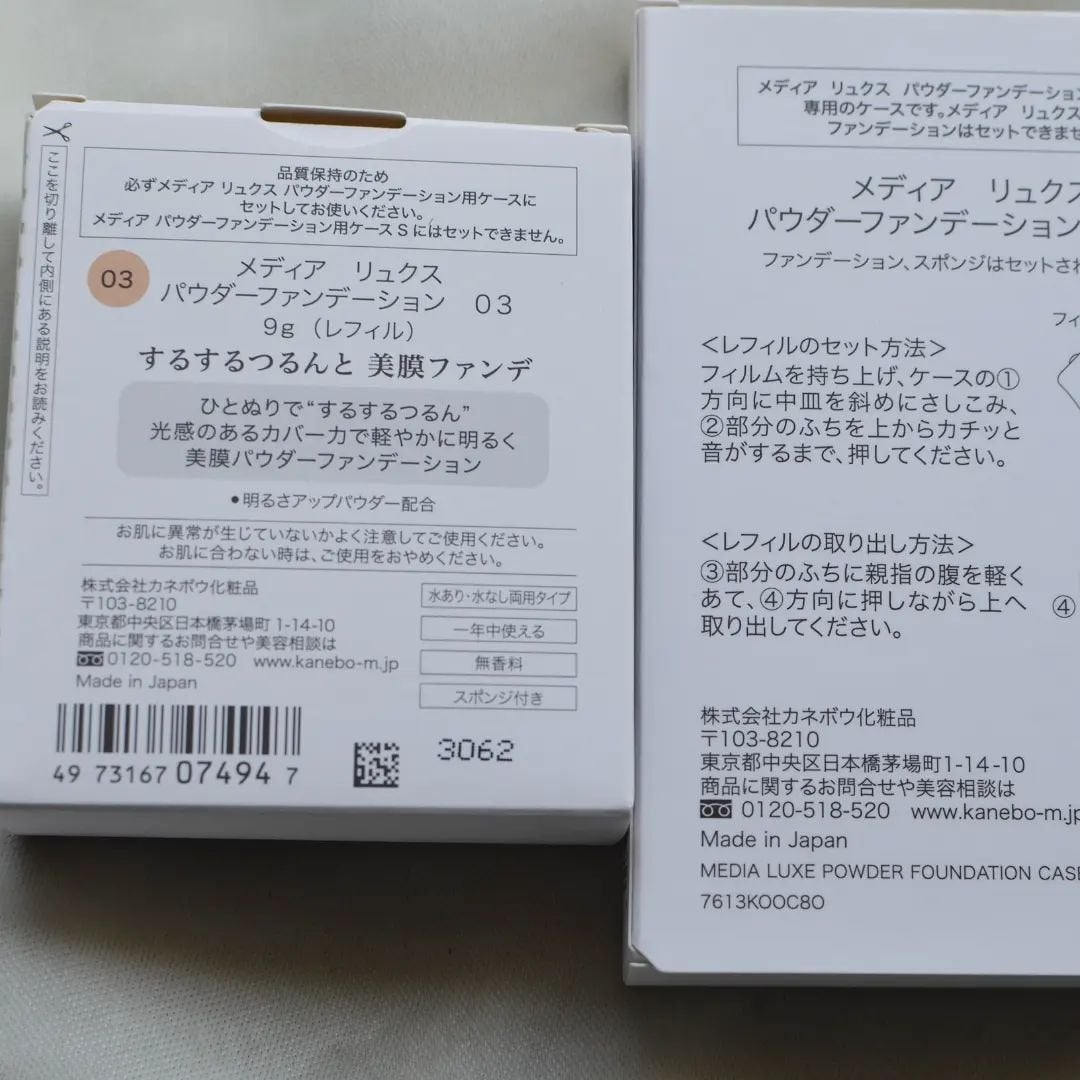 ここを切り離して内側にある説明をお読みください。
品質保持のため
必ずメディア リュクス パウダーファンデーション用ケースに
セットしてお使いください。
メディア パウダーファンデーション用ケースSにはセットできません。
03
メディア リュクス
パウダーファンデーション 03
9g（レフィル）
するするつるんと 美膜ファンデ
ひとぬりで“するするつるん”
光感のあるカバー力で軽やかに明るく
美膜パウダーファンデーション
•明るさアップパウダー配合
お肌に異常が生じていないかよく注意してご使用ください。
お肌に合わない時は、ご使用をおやめください。
株式会社カネボウ化粧品
〒103-8210
東京都中央区日本橋茅場町 1-14-10
商品に関するお問合せや美容相談は
0120-518-520 www.kanebo-m.jp
Made in Japan
水あり・水なし両用タイプ
一年中使える
無香料
スポンジ付き
4973167074947
3062
メディア リュクス パウダーファンデーション
専用のケースです。メディア リュクス
ファンデーションはセットできませ
メディア リュクス
パウダーファンデーション
ファンデーション、スポンジはセットされ
フィ
＜レフィルのセット方法＞
フィルムを持ち上げ、ケースの①
方向に中皿を斜めにさしこみ、
②部分のふちを上からカチッと
音がするまで、押してください。
＜レフィルの取り出し方法＞
③部分のふちに親指の腹を軽く
あて、④方向に押しながら上へ
取り出してください。
④
株式会社カネボウ化粧品
〒103-8210
東京都中央区日本橋茅場町1-14-10
商品に関するお問合せや美容相談は
0120-518-520 www.kanebo-m.jp
Made in Japan
MEDIA LUXE POWDER FOUNDATION CASE
7613K00C80